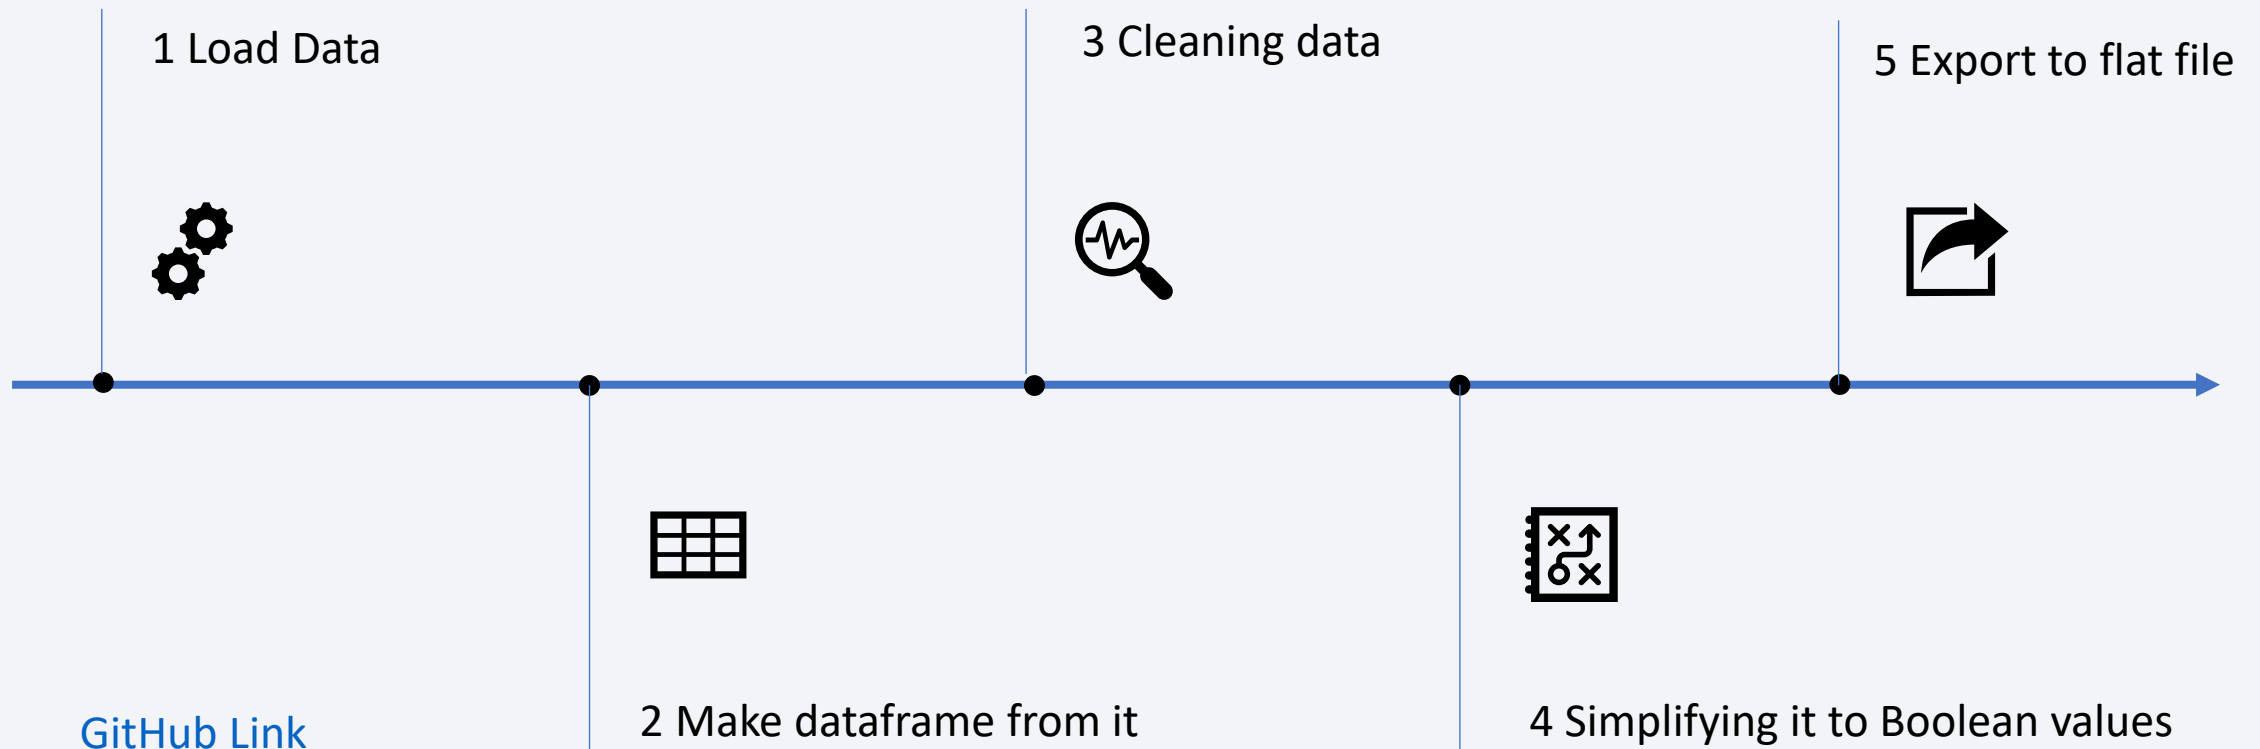 1 Load Data
3 Cleaning data
5 Export to flat file
GitHub Link
2 Make dataframe from it
4 Simplifying it to Boolean values